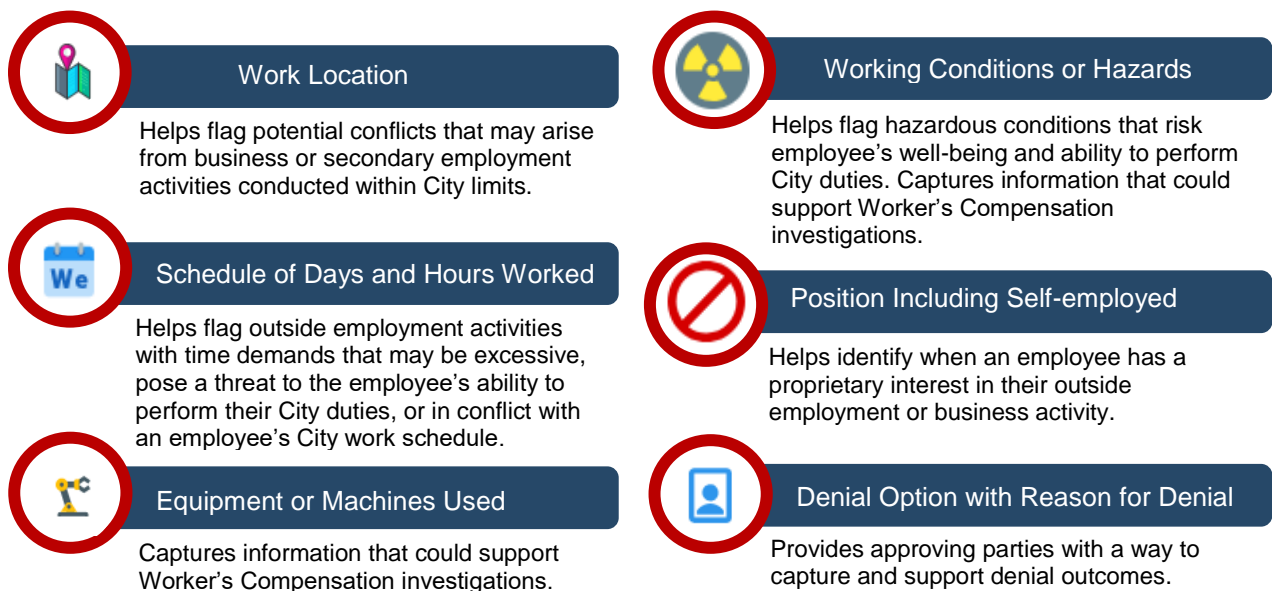 Work Location
Helps flag potential conflicts that may arise
from business or secondary employment
activities conducted within City limits.
We
Schedule of Days and Hours Worked
Helps flag outside employment activities
with time demands that may be excessive,
pose a threat to the employee’s ability to
perform their City duties, or in conflict with
an employee’s City work schedule.
Equipment or Machines Used
Captures information that could support
Worker’s Compensation investigations.
Working Conditions or Hazards
Helps flag hazardous conditions that risk
employee’s well-being and ability to perform
City duties. Captures information that could
support Worker’s Compensation
investigations.
Position Including Self-employed
Helps identify when an employee has a
proprietary interest in their outside
employment or business activity.
Denial Option with Reason for Denial
Provides approving parties with a way to
capture and support denial outcomes.